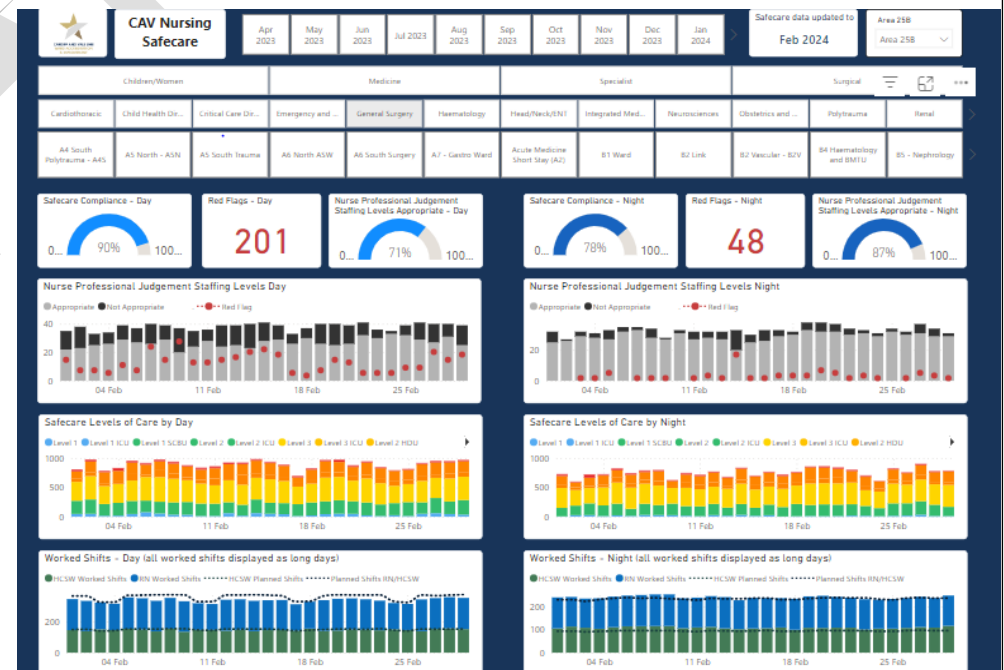 CAV Nursing
Safecare
Apr
2023
May
2023
Jun
2023
Jul 2023
Aug
2023
Sep
2023
Oct
2023
Nov
2023
Dec
2023
Jan
2024
Safecare data updated to
Feb 2024
Area 25B
Area 25B
Children/Women
Medicine
Specialist
Surgical
Cardiothoracic
Child Health Dir...
Critical Care Dir...
Emergency and ...
General Surgery
Haematology
Head/Neck/ENT
Integrated Med...
Neurosciences
Obstetrics and ...
Polytrauma
Renal
A4 South
Polytrauma - A4S
A5 North - A5N
A5 South Trauma
A6 North ASW
A6 South Surgery
A7 - Gastro Ward
Acute Medicine
Short Stay (A2)
B1 Ward
B2 Link
B2 Vascular - B2V
B4 Haematology
and BMTU
B5 - Nephrology
Safecare Compliance - Day
0...
90%
100...
Red Flags - Day
201
Nurse Professional Judgement
Staffing Levels Appropriate - Day
0...
71%
100...
Safecare Compliance - Night
0...
78%
100...
Red Flags - Night
48
Nurse Professional Judgement
Staffing Levels Appropriate - Night
0...
87%
100...
Nurse Professional Judgement Staffing Levels Day
Appropriate Not Appropriate Red Flag
40
20
0
04 Feb 11 Feb 18 Feb 25 Feb
Nurse Professional Judgement Staffing Levels Night
Appropriate Not Appropriate Red Flag
20
0
04 Feb 11 Feb 18 Feb 25 Feb
Safecare Levels of Care by Day
Level 1 Level 1 ICU Level 1 SCBU Level 2 Level 2 ICU Level 3 Level 3 ICU Level 2 HDU
1000
500
0
04 Feb 11 Feb 18 Feb 25 Feb
Safecare Levels of Care by Night
Level 1 Level 1 ICU Level 1 SCBU Level 2 Level 2 ICU Level 3 Level 3 ICU Level 2 HDU
1000
500
0
04 Feb 11 Feb 18 Feb 25 Feb
Worked Shifts - Day (all worked shifts displayed as long days)
HCSW Worked Shifts RN Worked Shifts HCSW Planned Shifts Planned Shifts RN/HCSW
200
0
04 Feb 11 Feb 18 Feb 25 Feb
Worked Shifts - Night (all worked shifts displayed as long days)
HCSW Worked Shifts RN Worked Shifts HCSW Planned Shifts Planned Shifts RN/HCSW
200
100
0
04 Feb 11 Feb 18 Feb 25 Feb